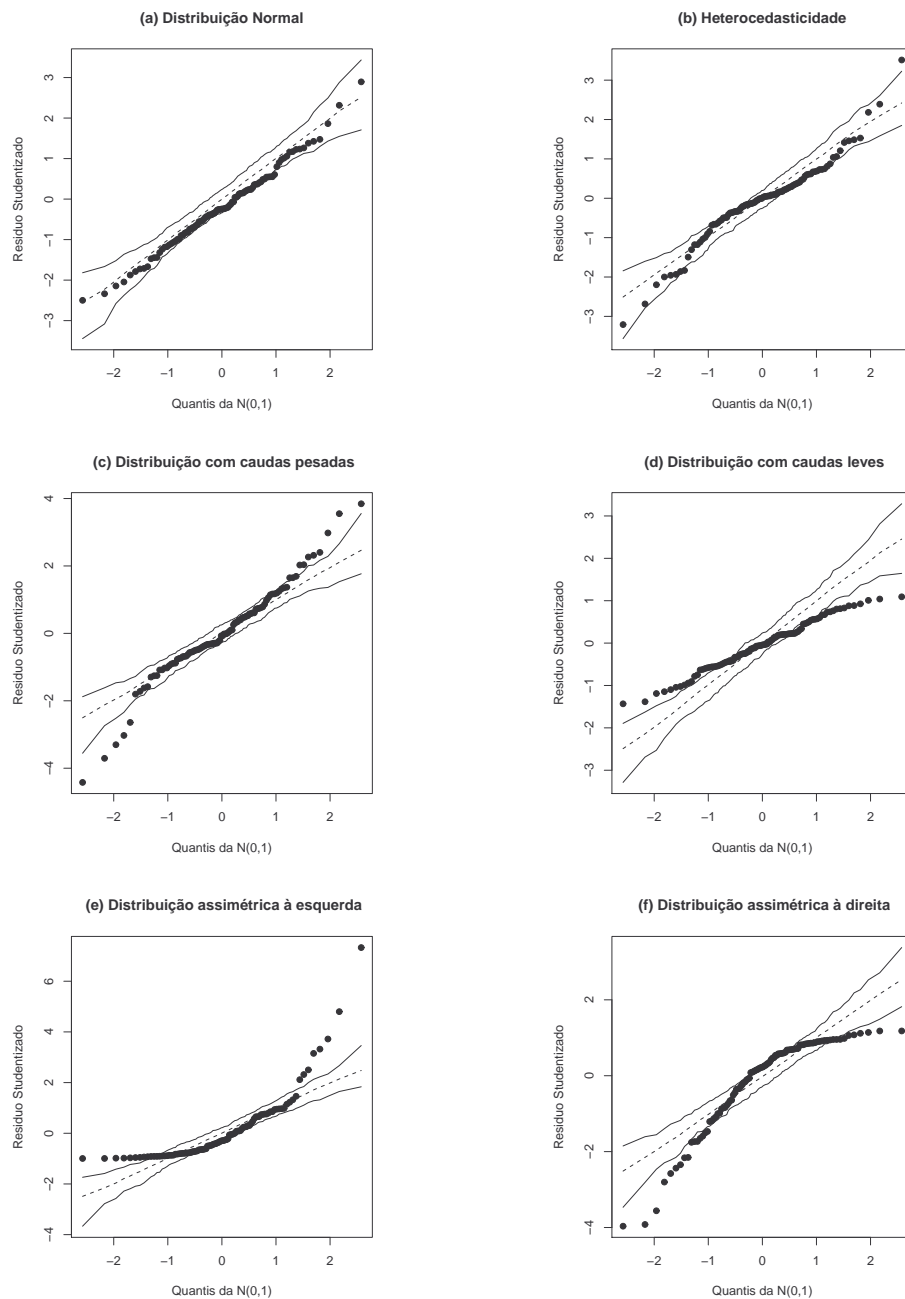 (a) Distribuição Normal
Resíduo Studentizado
3
2
1
0
−1
−2
−3
−2 −1 0 1 2
Quantis da N(0,1)
(b) Heterocedasticidade
Resíduo Studentizado
3
2
1
0
−1
−2
−3
−2 −1 0 1 2
Quantis da N(0,1)
(c) Distribuição com caudas pesadas
Resíduo Studentizado
4
2
0
−2
−4
−2 −1 0 1 2
Quantis da N(0,1)
(d) Distribuição com caudas leves
Resíduo Studentizado
3
2
1
0
−1
−2
−3
−2 −1 0 1 2
Quantis da N(0,1)
(e) Distribuição assimétrica à esquerda
Resíduo Studentizado
6
4
2
0
−2
−4
−2 −1 0 1 2
Quantis da N(0,1)
(f) Distribuição assimétrica à direita
Resíduo Studentizado
2
0
−2
−4
−2 −1 0 1 2
Quantis da N(0,1)